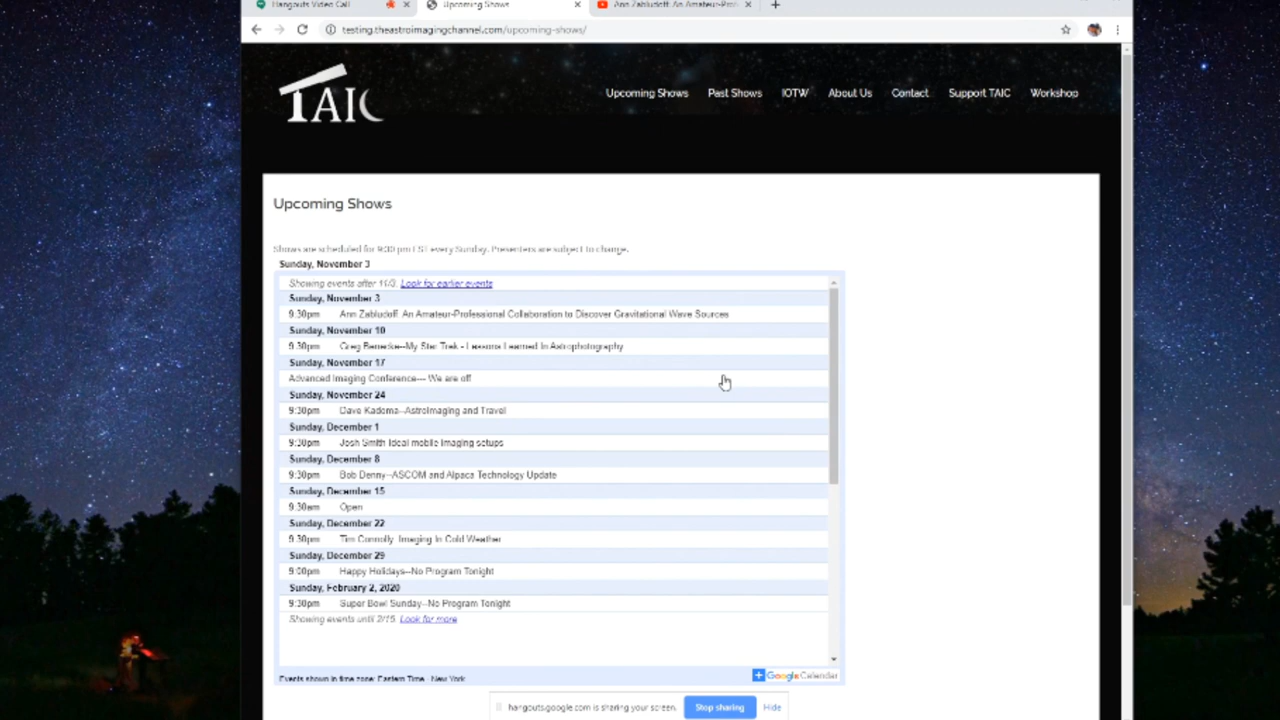 Hangouts Video Call
Upcoming Shows
Ann Zabludoff: An Amateur-Prof
testing.theastroimagingchannel.com/upcoming-shows/
TAIC
Upcoming Shows Past Shows IOTW About Us Contact Support TAIC Workshop
Upcoming Shows
Shows are scheduled for 9:30 pm EST every Sunday. Presenters are subject to change.
Sunday, November 3
Showing events after 11/3. Look for earlier events
Sunday, November 3
9:30pm Ann Zabludoff: An Amateur-Professional Collaboration to Discover Gravitational Wave Sources
Sunday, November 10
9:30pm Greg Benecke--My Star Trek - Lessons Learned In Astrophotography
Sunday, November 17
Advanced Imaging Conference--- We are off
Sunday, November 24
9:30pm Dave Kadoma--AstroImaging and Travel
Sunday, December 1
9:30pm Josh Smith Ideal mobile imaging setups
Sunday, December 8
9:30pm Bob Denny--ASCOM and Alpaca Technology Update
Sunday, December 15
9:30am Open
Sunday, December 22
9:30pm Tim Connolly Imaging In Cold Weather
Sunday, December 29
9:00pm Happy Holidays--No Program Tonight
Sunday, February 2, 2020
9:30pm Super Bowl Sunday--No Program Tonight
Showing events until 2/15. Look for more
Events shown in time zone: Eastern Time - New York
Google Calendar
hangouts.google.com is sharing your screen. Stop sharing Hide